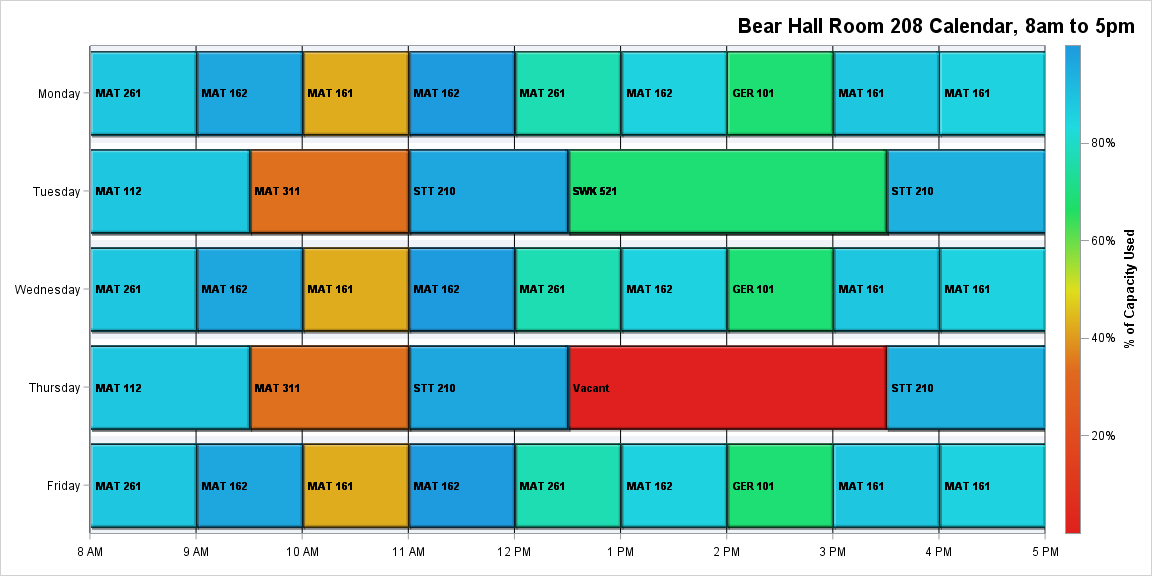 Bear Hall Room 208 Calendar, 8am to 5pm
Monday
MAT 261
MAT 162
MAT 161
MAT 162
MAT 261
MAT 162
GER 101
MAT 161
MAT 161
Tuesday
MAT 112
MAT 311
STT 210
SWK 521
STT 210
Wednesday
MAT 261
MAT 162
MAT 161
MAT 162
MAT 261
MAT 162
GER 101
MAT 161
MAT 161
Thursday
MAT 112
MAT 311
STT 210
Vacant
STT 210
Friday
MAT 261
MAT 162
MAT 161
MAT 162
MAT 261
MAT 162
GER 101
MAT 161
MAT 161
8 AM
9 AM
10 AM
11 AM
12 PM
1 PM
2 PM
3 PM
4 PM
5 PM
80%
60%
40%
20%
% of Capacity Used